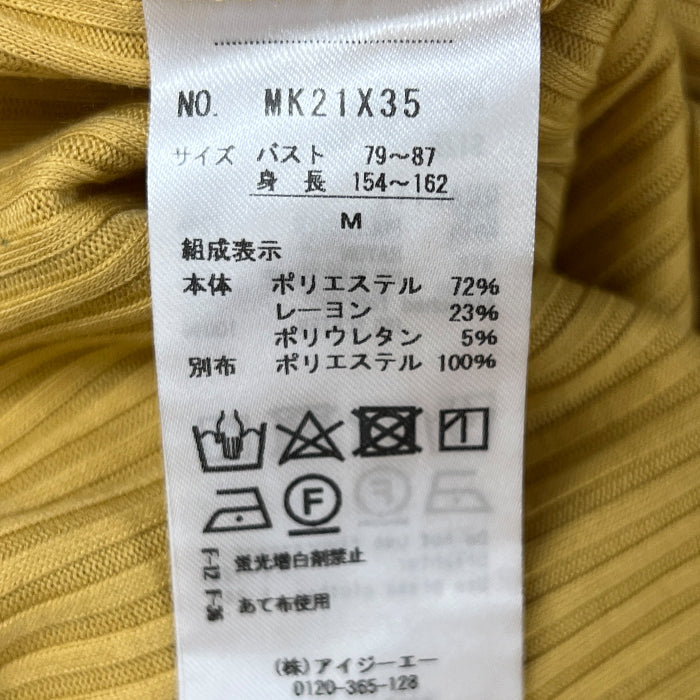 NO. MK21X35
サイズ バスト 79～87
身長 154～162
M
組成表示
本体 ポリエステル 72%
レーヨン 23%
ポリウレタン 5%
別布 ポリエステル 100%
F
F-12 蛍光増白剤禁止
F-36 あて布使用
(株)アイジーエー
0120-365-128